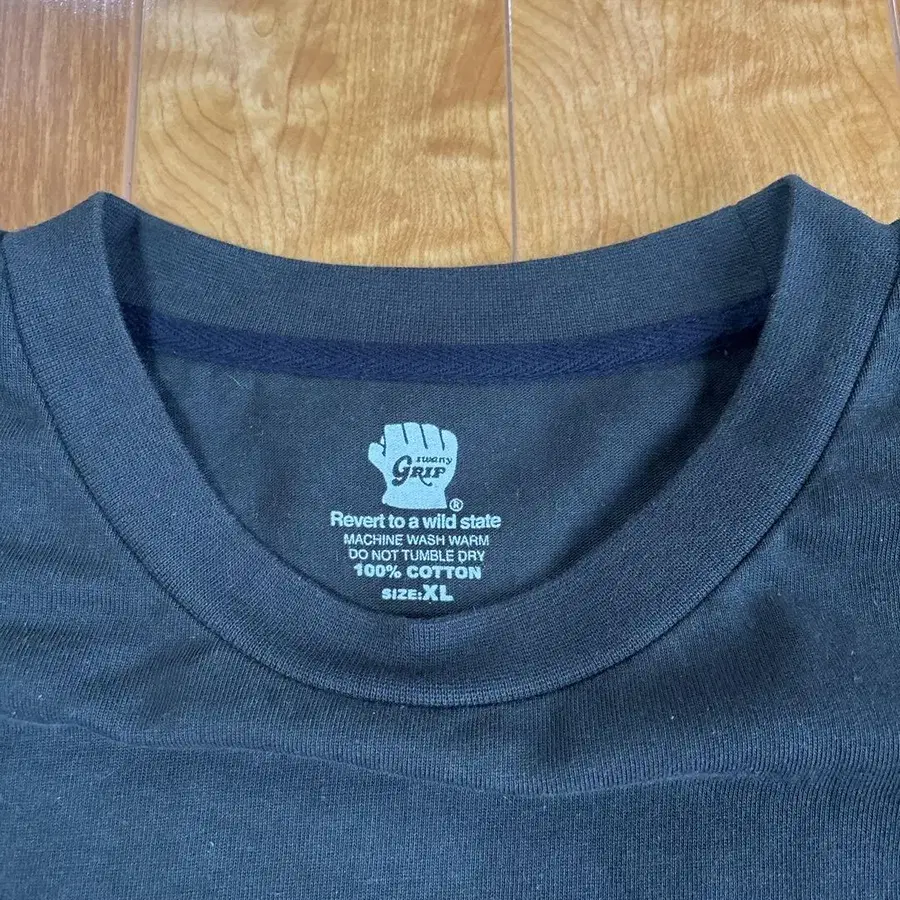 swany
GRIP
®
Revert to a wild state
MACHINE WASH WARM
DO NOT TUMBLE DRY
100% COTTON
SIZE:XL